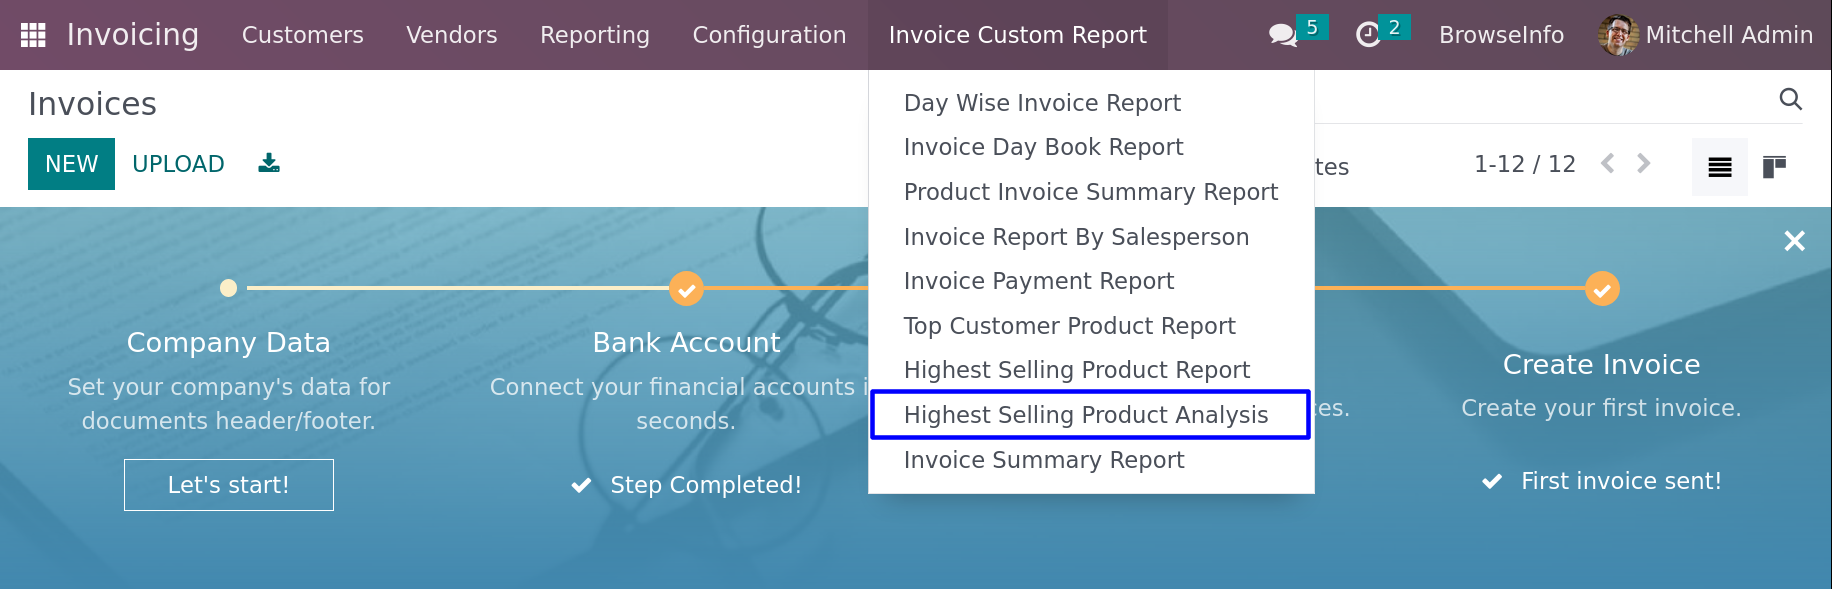 Invoicing Customers Vendors Reporting Configuration Invoice Custom Report 5 2 BrowseInfo Mitchell Admin
Invoices
NEW UPLOAD
1-12 / 12
Day Wise Invoice Report
Invoice Day Book Report
Product Invoice Summary Report
Invoice Report By Salesperson
Invoice Payment Report
Top Customer Product Report
Highest Selling Product Report
Highest Selling Product Analysis
Invoice Summary Report
Company Data
Set your company's data for
documents header/footer.
Let's start!
Bank Account
Connect your financial accounts
seconds.
Step Completed!
Create Invoice
Create your first invoice.
First invoice sent!